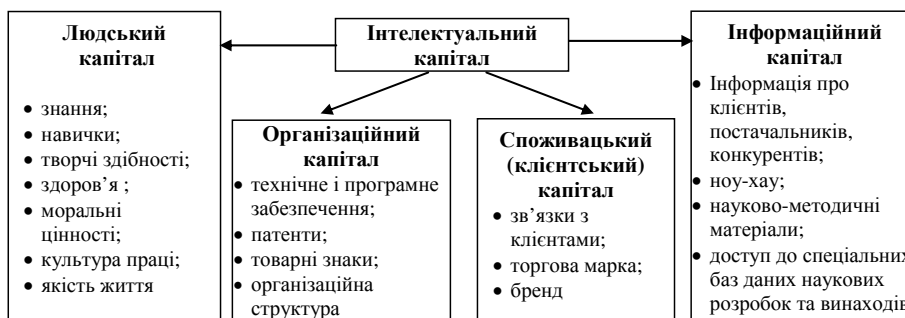 Людський
капітал
• знання;
• навички;
• творчі здібності;
• здоров’я ;
• моральні
цінності;
• культура праці;
• якість життя
Інтелектуальний
капітал
Організаційний
капітал
• технічне і програмне
забезпечення;
• патенти;
• товарні знаки;
• організаційна
структура
Споживацький
(клієнтський)
капітал
• зв’язки з
клієнтами;
• торгова марка;
• бренд
Інформаційний
капітал
• Інформація про
клієнтів,
постачальників,
конкурентів;
• ноу-хау;
• науково-методичні
матеріали;
• доступ до спеціальних
баз даних наукових
розробок та винаходів